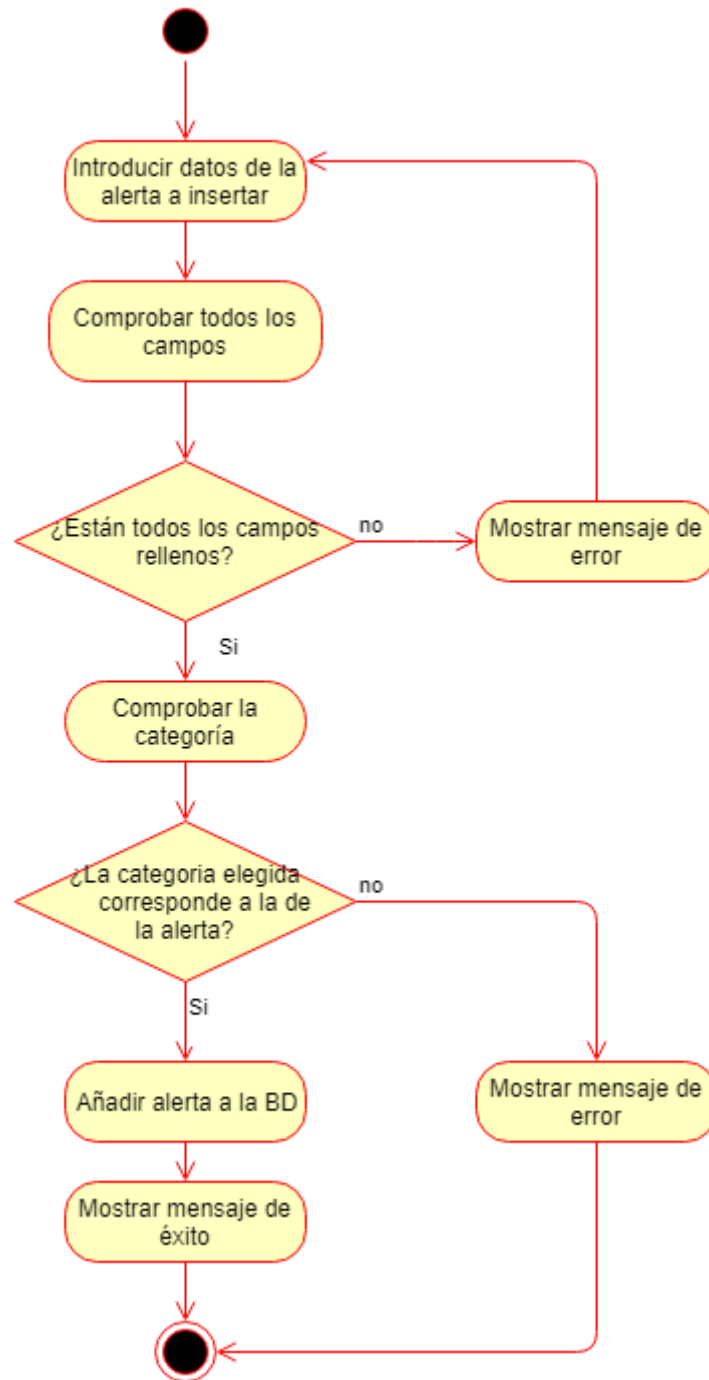 Introducir datos de la
alerta a insertar
Comprobar todos los
campos
¿Están todos los campos
rellenos?
no
Mostrar mensaje de
error
Si
Comprobar la
categoría
¿La categoria elegida
corresponde a la de
la alerta?
no
Si
Añadir alerta a la BD
Mostrar mensaje de
error
Mostrar mensaje de
éxito